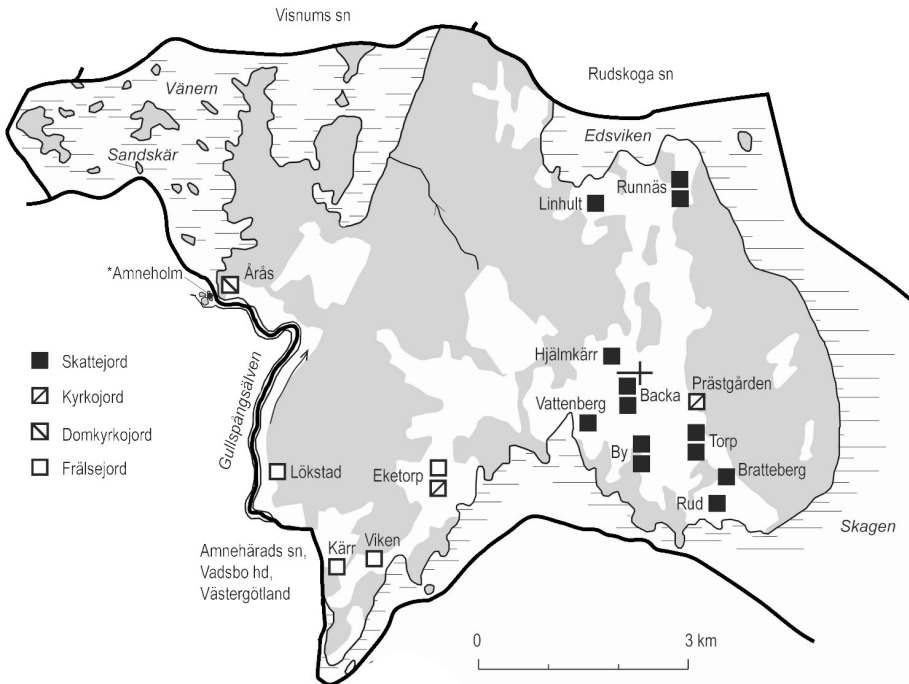 Visnums sn
Rudskoga sn
Vänern
Edsviken
Sandskär
Runnäs
Linhult
*Amneholm
Årås
Skattejord
Kyrkojord
Domkyrkojord
Frälsejord
Gullspångsälven
Hjälmkärr
Prästgården
Backa
Vattenberg
Torp
By
Bratteberg
Lökstad
Eketorp
Rud
Skagen
Amnehärads sn,
Vadsbo hd,
Västergötland
Kärr
Viken
0
3 km